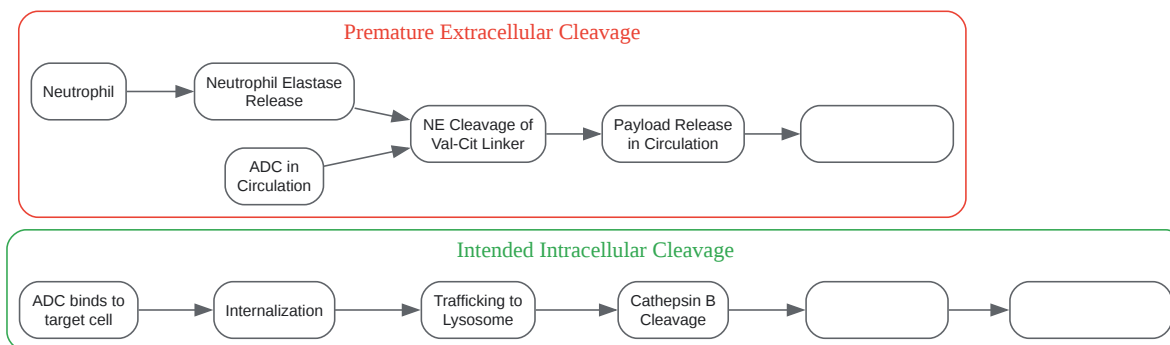 Premature Extracellular Cleavage
Neutrophil
Neutrophil Elastase
Release
ADC in
Circulation
NE Cleavage of
Val-Cit Linker
Payload Release
in Circulation
Intended Intracellular Cleavage
ADC binds to
target cell
Internalization
Trafficking to
Lysosome
Cathepsin B
Cleavage